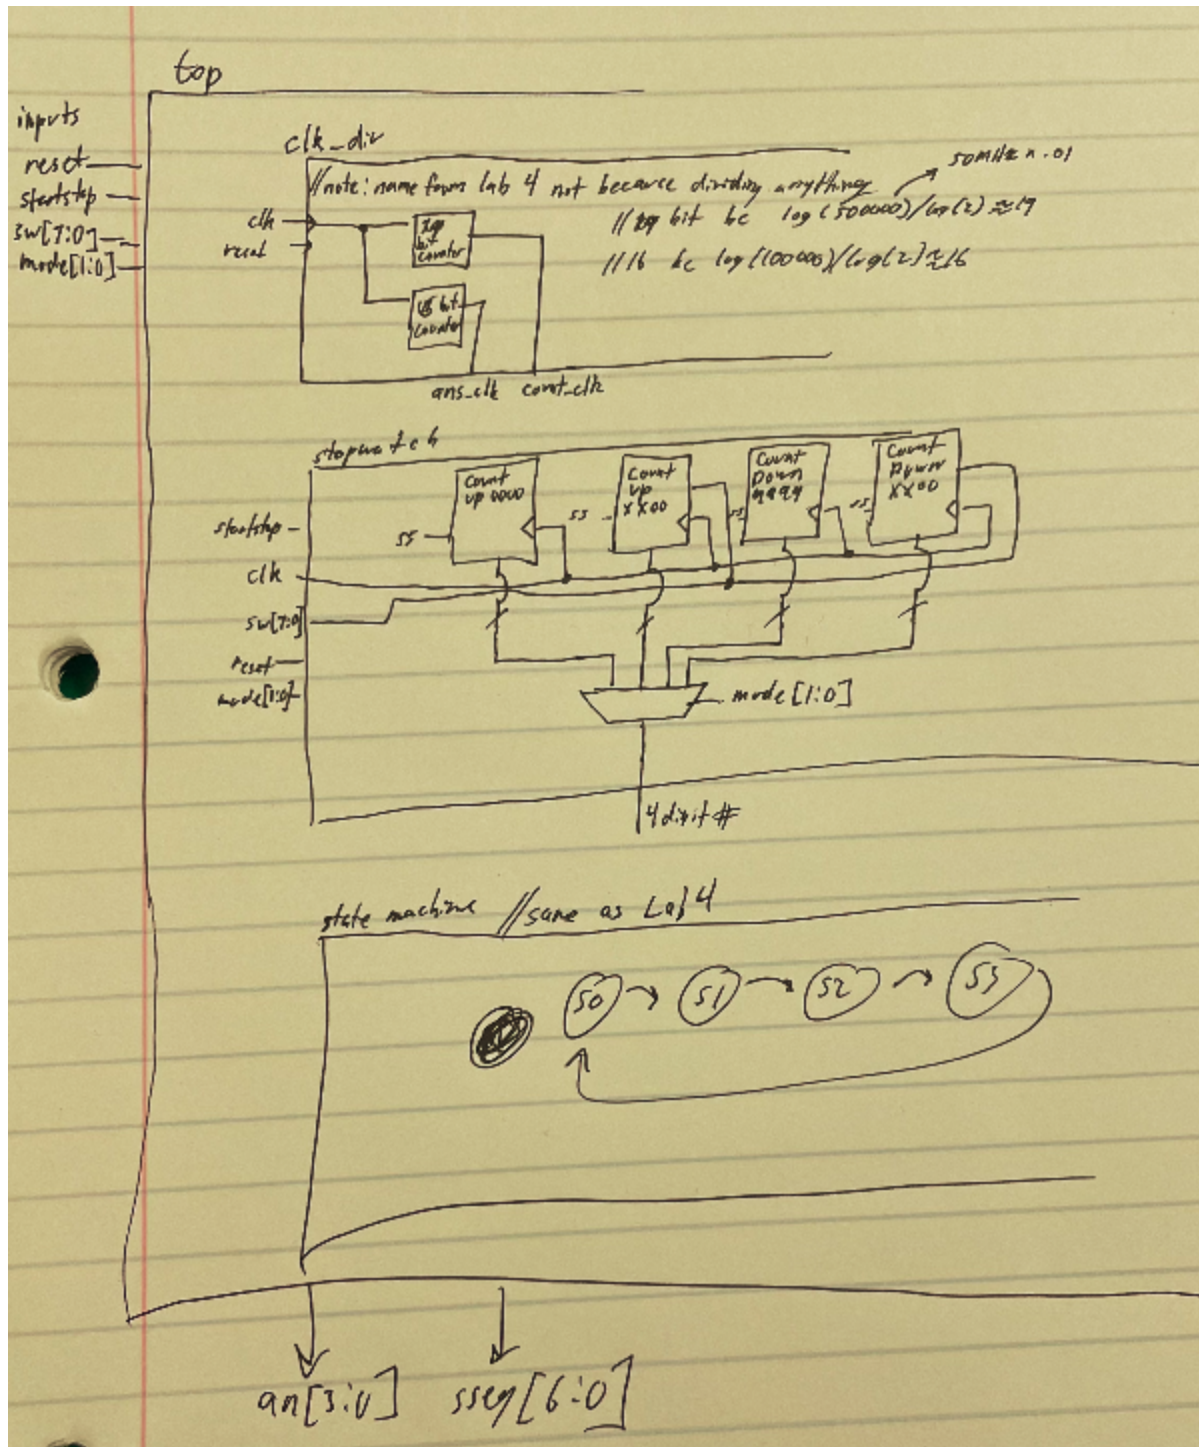 top
inputs
reset
startstop
sw[7:0]
mode[1:0]
clk_div
50MHz x .01
//note: name from lab 4 not because dividing anything
//19 bit bc log(500000)/log(2)≈19
//16 bc log(100000)/log(2)≈16
clk
reset
bit
counter
16 bit
counter
ans_clk count_clk
stopwatch
Count
up 0000
Count
up
XX00
Count
Down
9999
Count
Down
XX00
startstop
ss
ss
ss
ss
clk
sw[7:0]
reset
mode[1:0]
mode[1:0]
4 digit #
state machine //same as Lab 4
S0 S1 S2 S3
an[3:0] sseg[6:0]